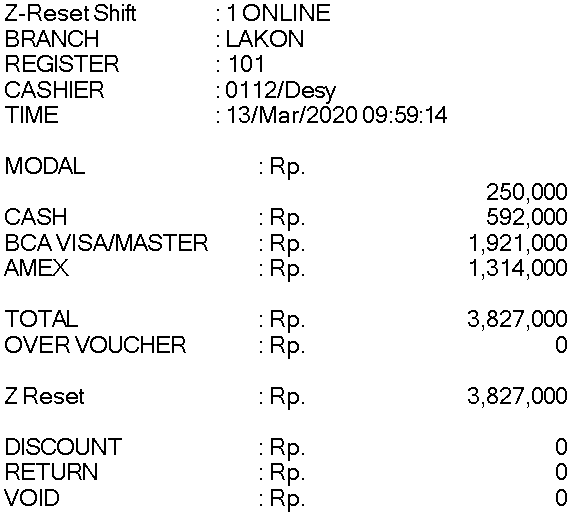 Z-Reset Shift : 1 ONLINE
BRANCH : LAKON
REGISTER : 101
CASHIER : 0112/Desy
TIME : 13/Mar/2020 09:59:14
MODAL : Rp.
250,000
CASH : Rp. 592,000
BCA VISA/MASTER : Rp. 1,921,000
AMEX : Rp. 1,314,000
TOTAL : Rp. 3,827,000
OVER VOUCHER : Rp. 0
Z Reset : Rp. 3,827,000
DISCOUNT : Rp. 0
RETURN : Rp. 0
VOID : Rp. 0